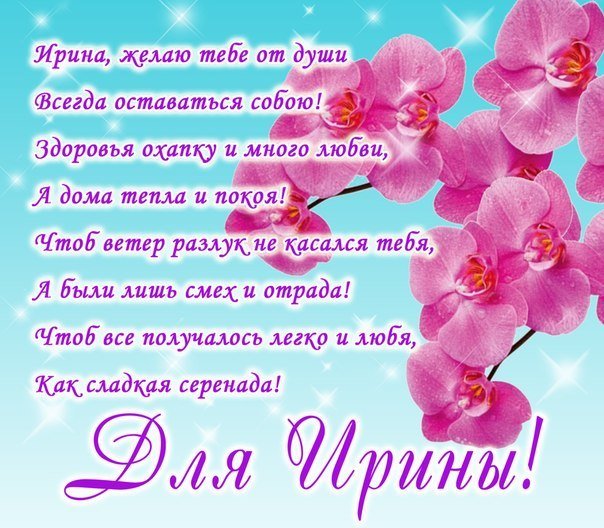 Ирина, желаю тебе от души
Всегда оставаться собою!
Здоровья охапку и много любви,
А дома тепла и покоя!
Чтоб ветер разлук не касался тебя,
А были лишь смех и отрада!
Чтоб все получалось легко и любя,
Как сладкая серенада!
Для Ирины!